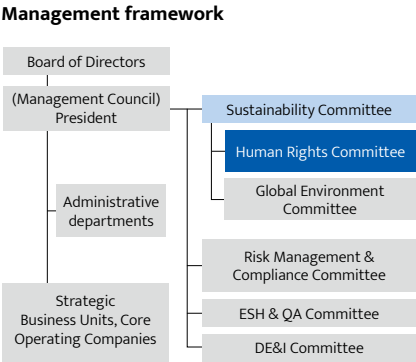 Management framework
Board of Directors
(Management Council)
President
Sustainability Committee
Human Rights Committee
Global Environment
Committee
Administrative
departments
Risk Management &
Compliance Committee
Strategic
Business Units, Core
Operating Companies
ESH & QA Committee
DE&I Committee